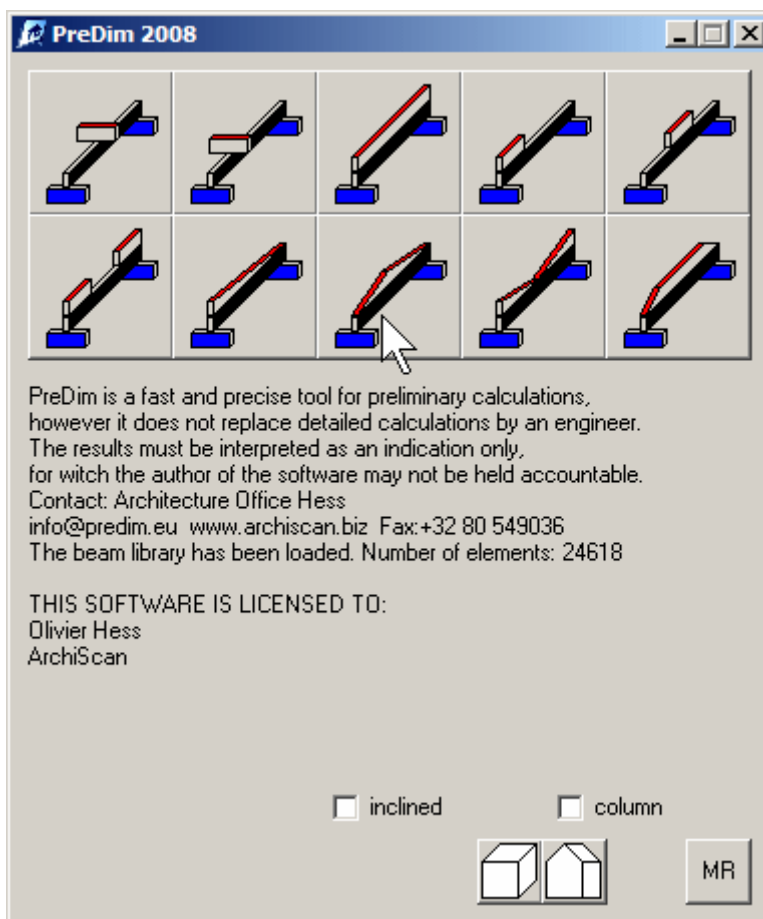 PreDim 2008
PreDim is a fast and precise tool for preliminary calculations,
however it does not replace detailed calculations by an engineer.
The results must be interpreted as an indication only,
for witch the author of the software may not be held accountable.
Contact: Architecture Office Hess
info@predim.eu www.archiscan.biz Fax:+32 80 549036
The beam library has been loaded. Number of elements: 24618
THIS SOFTWARE IS LICENSED TO:
Olivier Hess
ArchiScan
inclined column
MR